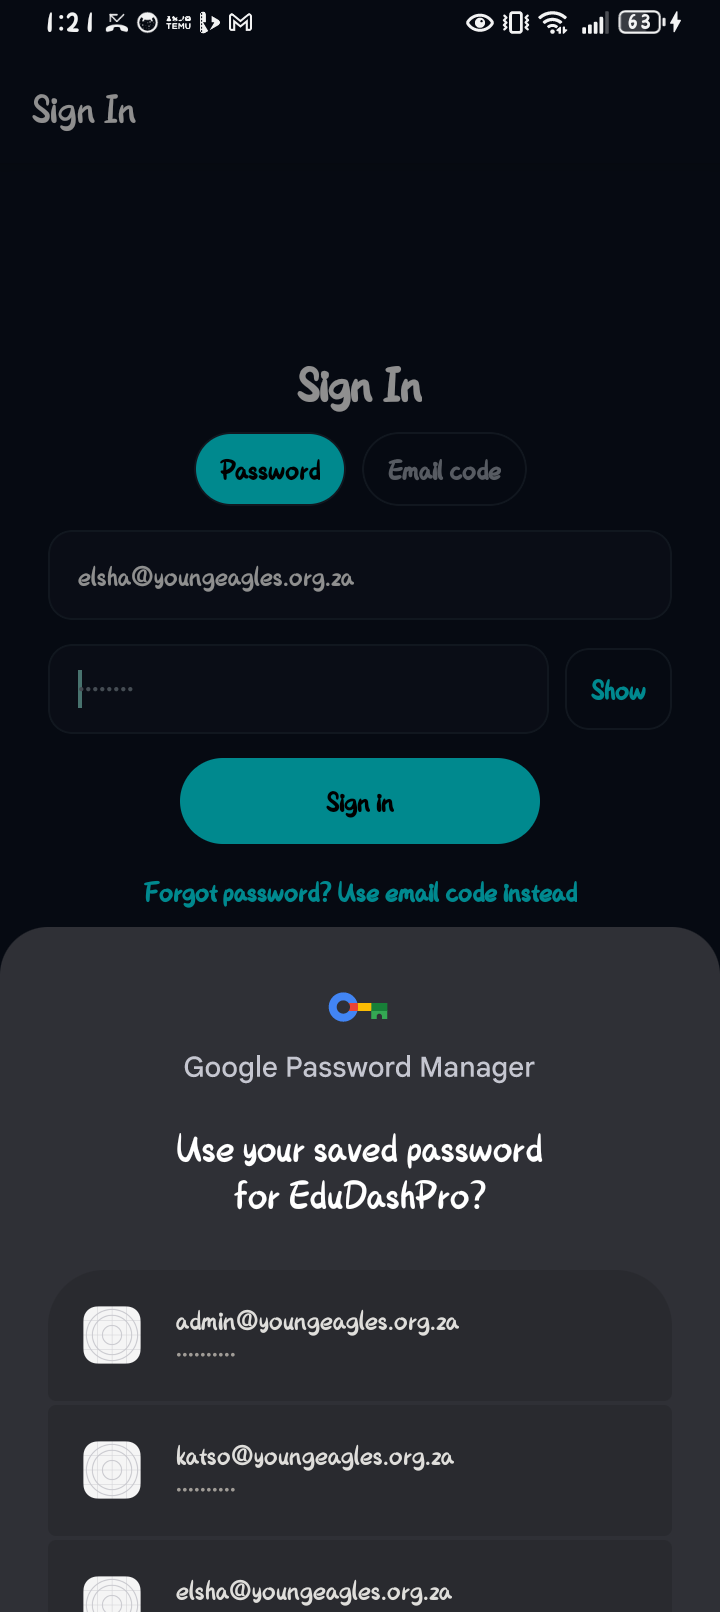 1:21
TEMU
63
Sign In
Sign In
Password
Email code
elsha@youngeagles.org.za
••••••••
Show
Sign in
Forgot password? Use email code instead
Google Password Manager
Use your saved password
for EduDashPro?
admin@youngeagles.org.za
••••••••••
katso@youngeagles.org.za
••••••••••
elsha@youngeagles.org.za